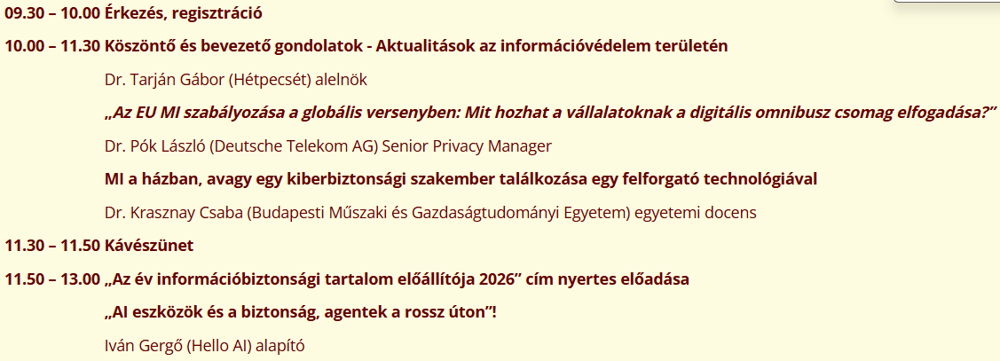 09.30 – 10.00 Érkezés, regisztráció
10.00 – 11.30 Köszöntő és bevezető gondolatok - Aktualitások az információvédelem területén
Dr. Tarján Gábor (Hétpecsét) alelnök
„Az EU MI szabályozása a globális versenyben: Mit hozhat a vállalatoknak a digitális omnibusz csomag elfogadása?”
Dr. Pók László (Deutsche Telekom AG) Senior Privacy Manager
MI a házban, avagy egy kiberbiztonsági szakember találkozása egy felforgató technológiával
Dr. Krasznay Csaba (Budapesti Műszaki és Gazdaságtudományi Egyetem) egyetemi docens
11.30 – 11.50 Kávészünet
11.50 – 13.00 „Az év információbiztonsági tartalom előállítója 2026” cím nyertes előadása
„AI eszközök és a biztonság, agentek a rossz úton”!
Iván Gergő (Hello AI) alapító